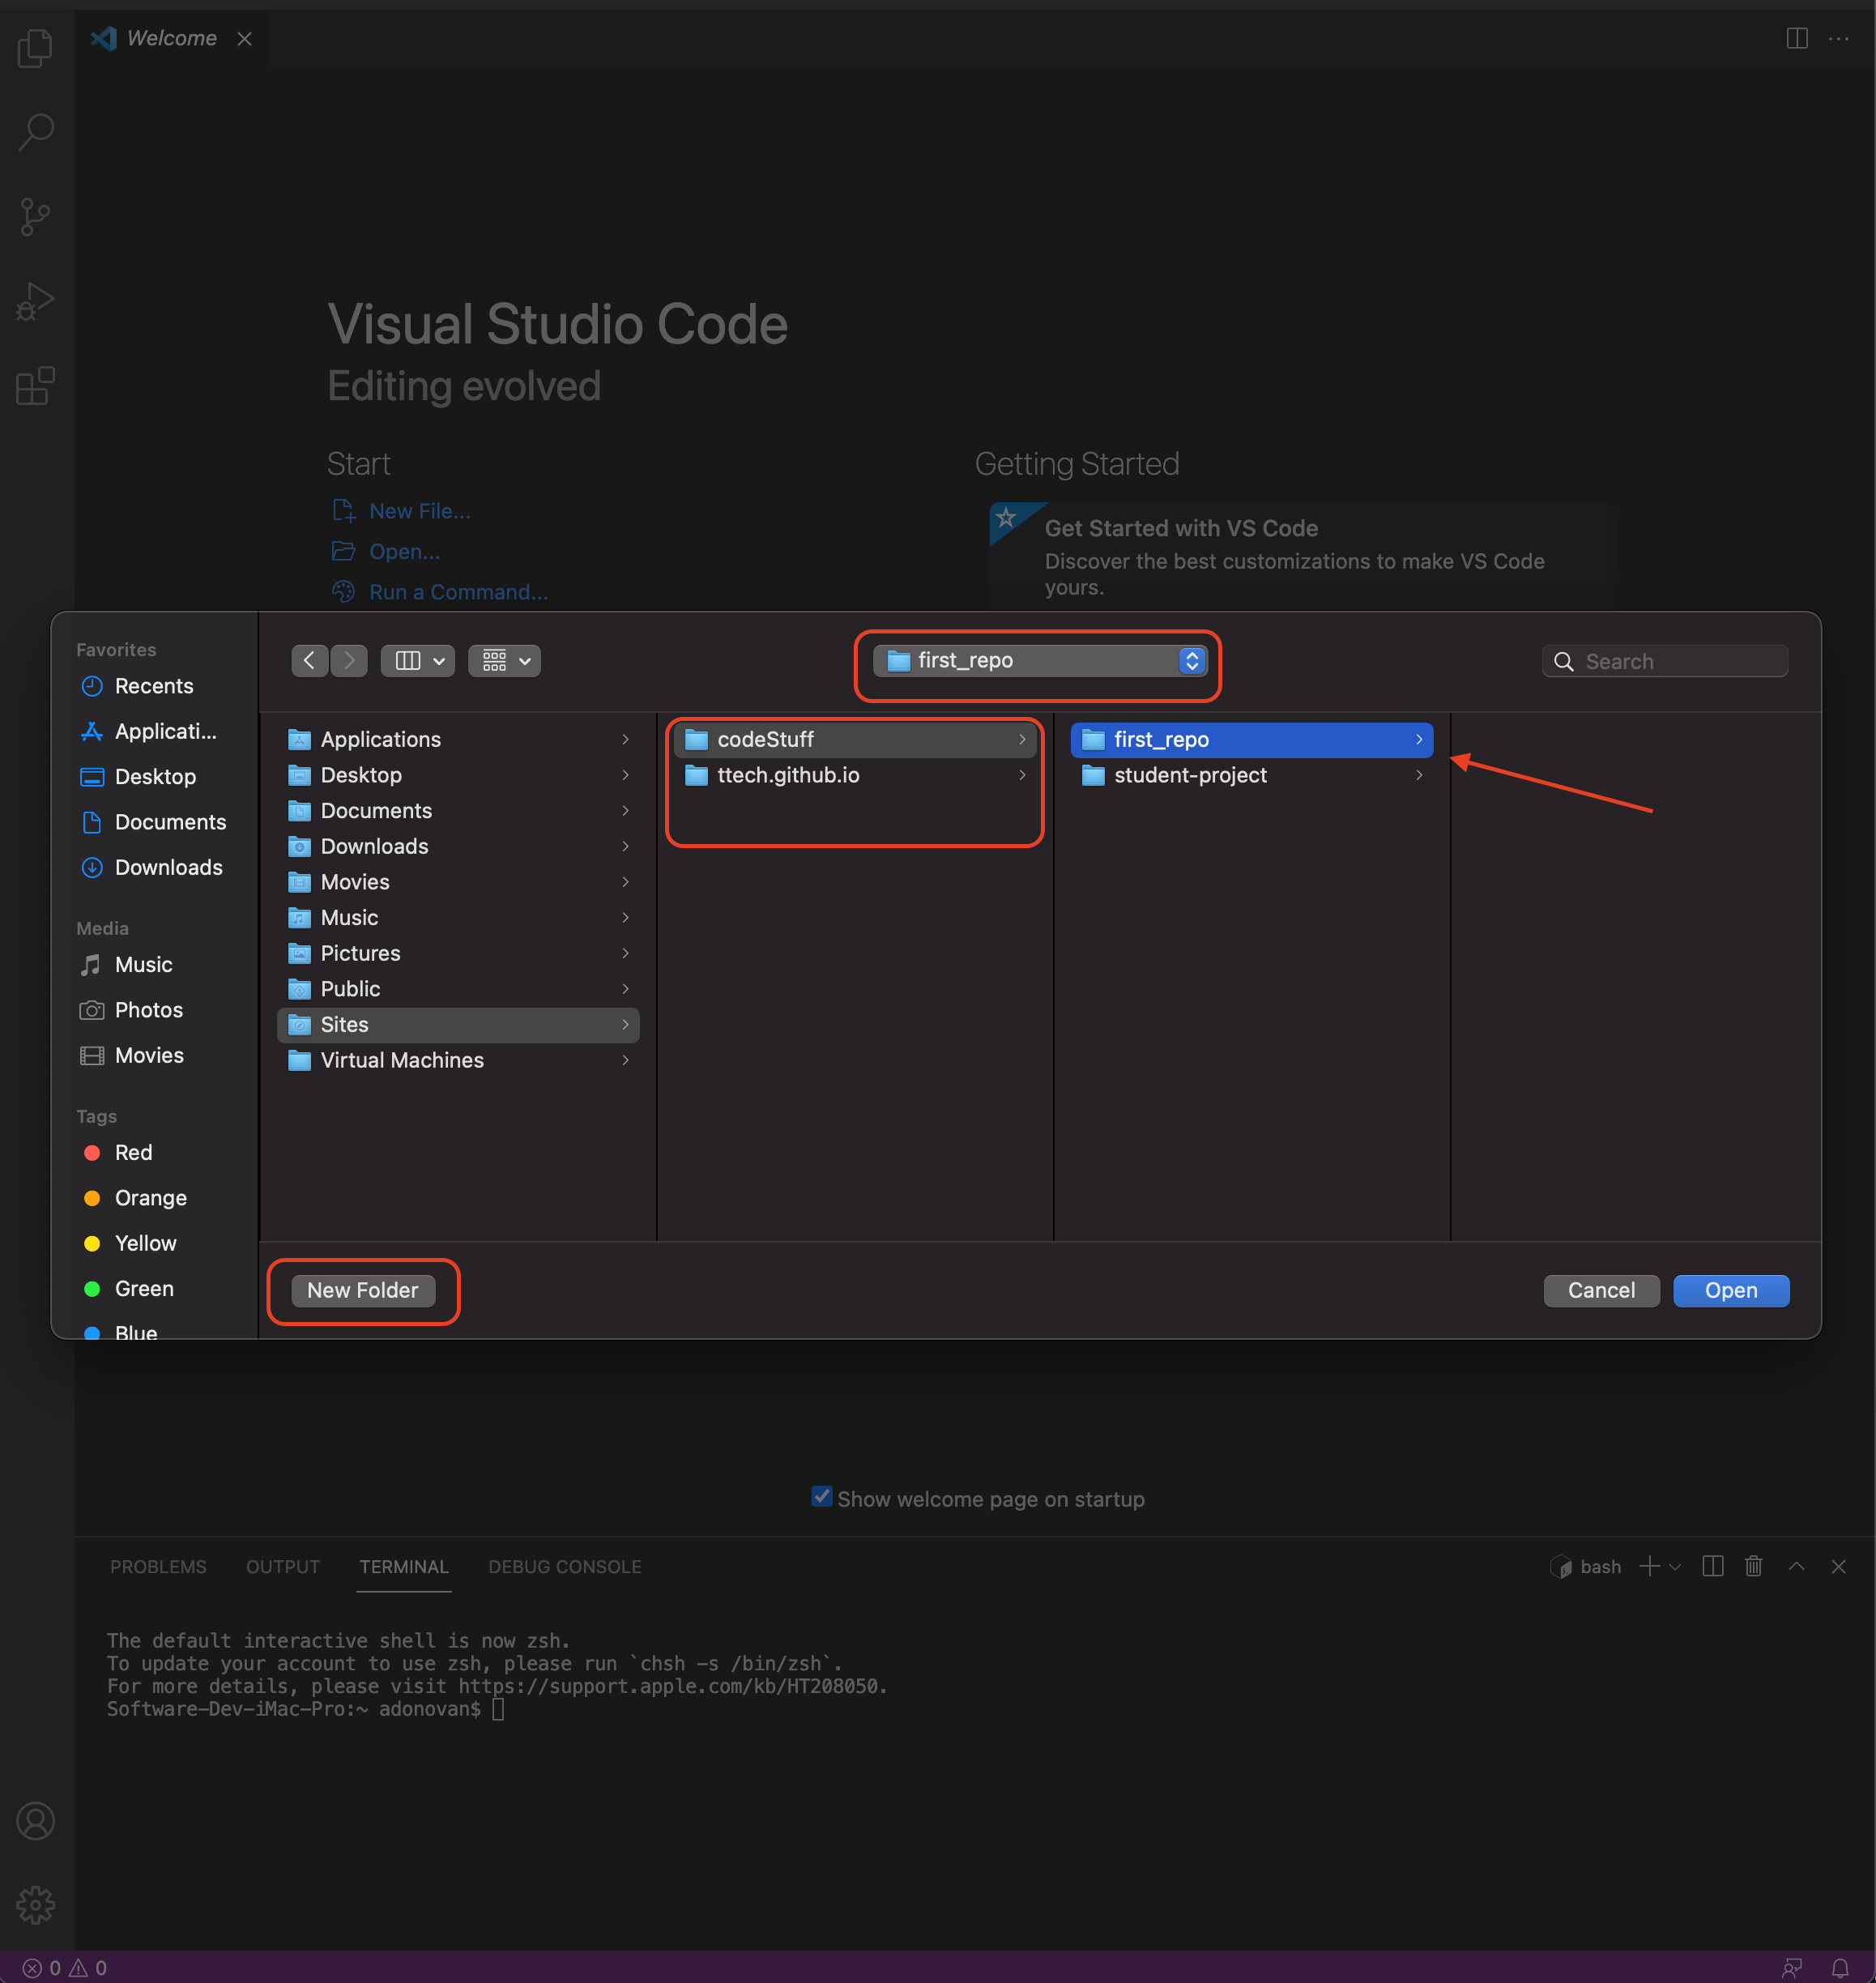 Welcome
Visual Studio Code
Editing evolved
Start
New File...
Open...
Run a Command...
Getting Started
Get Started with VS Code
Discover the best customizations to make VS Code
yours.
Favorites
Recents
Applicati...
Desktop
Documents
Downloads
Media
Music
Photos
Movies
Tags
Red
Orange
Yellow
Green
Blue
first_repo
Search
Applications
Desktop
Documents
Downloads
Movies
Music
Pictures
Public
Sites
Virtual Machines
codeStuff
ttech.github.io
first_repo
student-project
New Folder
Cancel
Open
Show welcome page on startup
PROBLEMS
OUTPUT
TERMINAL
DEBUG CONSOLE
bash
The default interactive shell is now zsh.
To update your account to use zsh, please run `chsh -s /bin/zsh`.
For more details, please visit https://support.apple.com/kb/HT208050.
Software-Dev-iMac-Pro:~ adonovan$
0
0